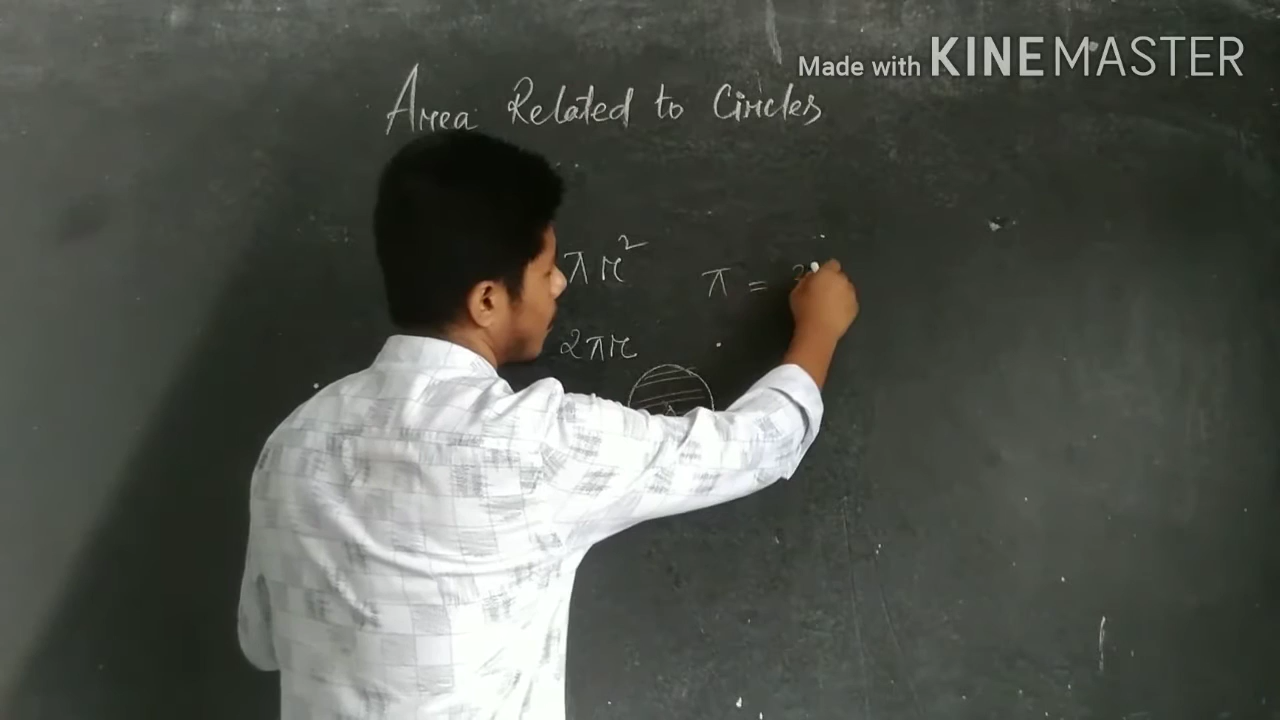 Made with KINEMASTER
Area Related to Circles
πr²
π =
2πr